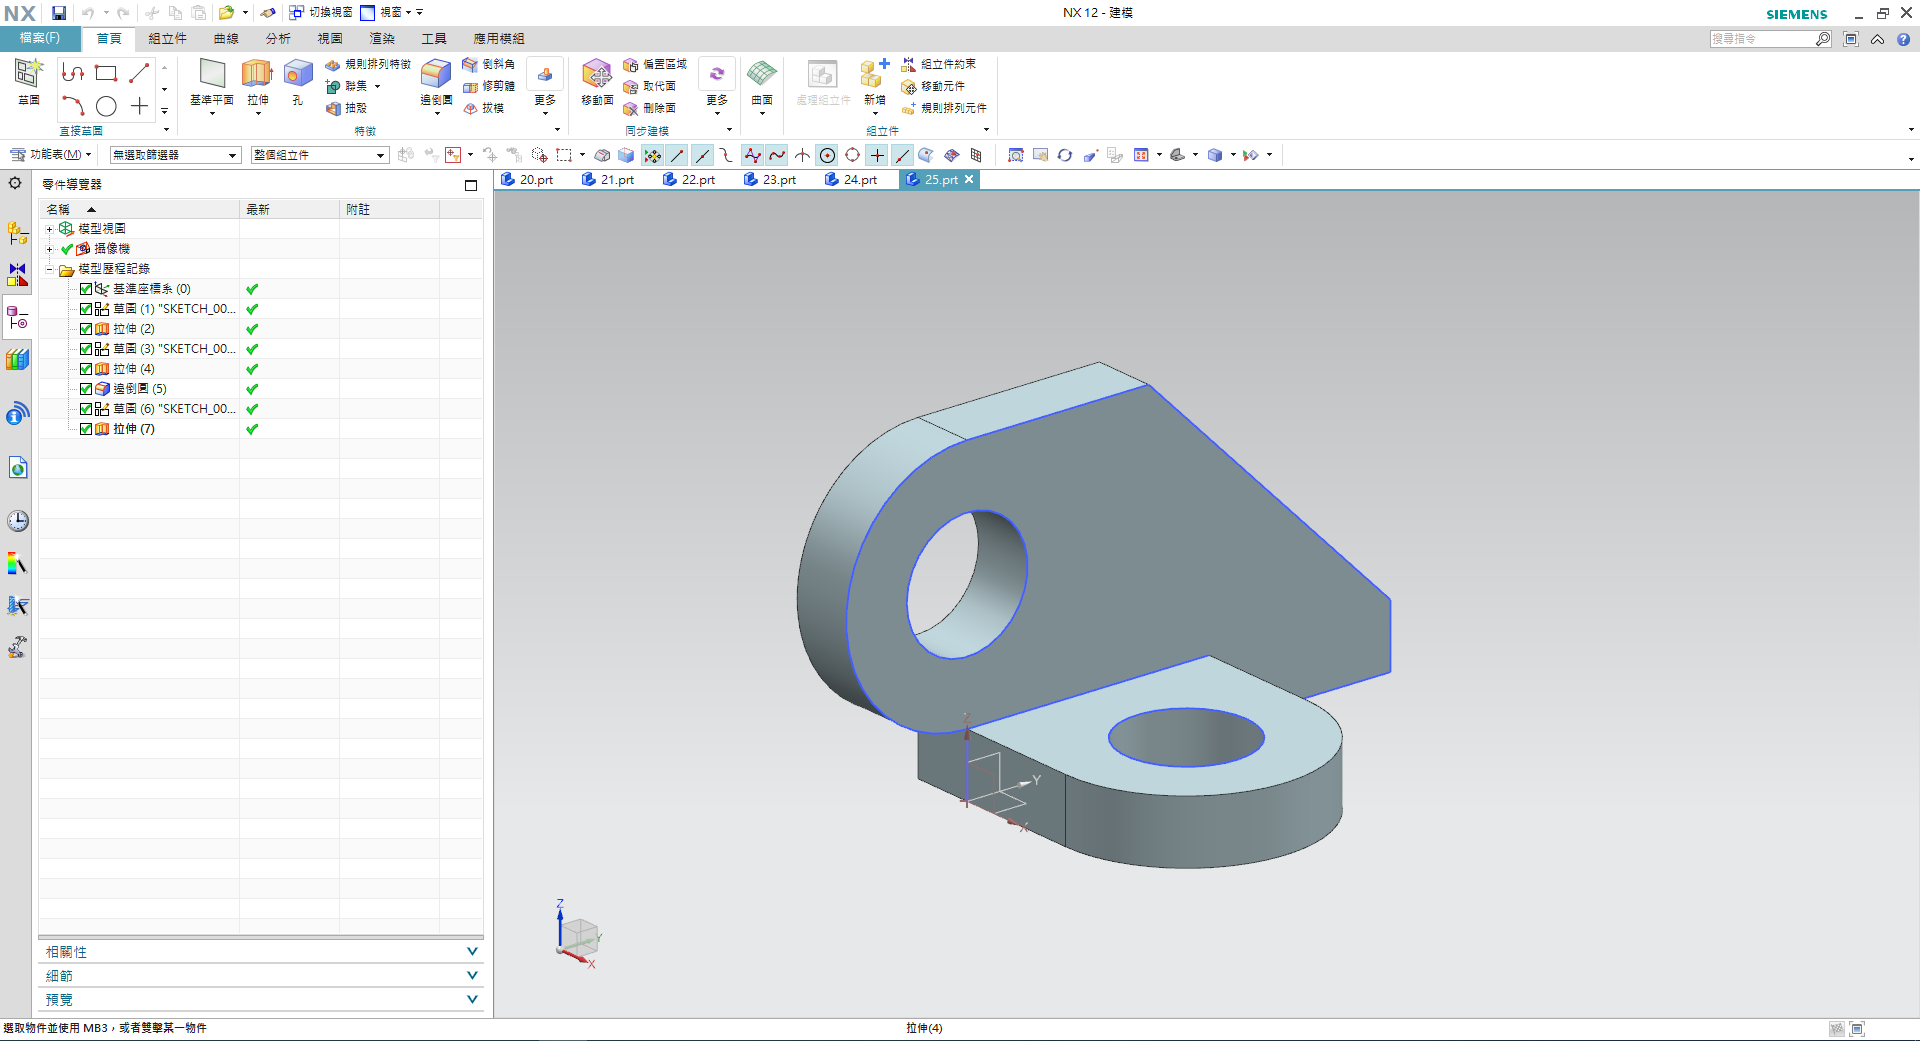 NX 切換視窗 視窗 NX 12 - 建模 SIEMENS
檔案(F) 首頁 組立件 曲線 分析 視圖 渲染 工具 應用模組 搜尋指令
草圖 基準平面 拉伸 孔 規則排列特徵 聯集 抽殼 邊倒圓 倒斜角 修剪體 拔模 更多 移動面 偏置區域 取代面 刪除面 更多 曲面 處理組立件 新增 組立件約束 移動元件 規則排列元件
直接草圖 特徵 同步建模 組立件
功能表(M) 無選取篩選器 整個組立件
零件導覽器 20.prt 21.prt 22.prt 23.prt 24.prt 25.prt
名稱 最新 附註
模型視圖
攝像機
模型歷程記錄
基準座標系 (0)
草圖 (1) "SKETCH_00...
拉伸 (2)
草圖 (3) "SKETCH_00...
拉伸 (4)
邊倒圓 (5)
草圖 (6) "SKETCH_00...
拉伸 (7)
Z
Y
X
Z
Y
X
相關性
細節
預覽
選取物件並使用 MB3，或者雙擊某一物件 拉伸(4)